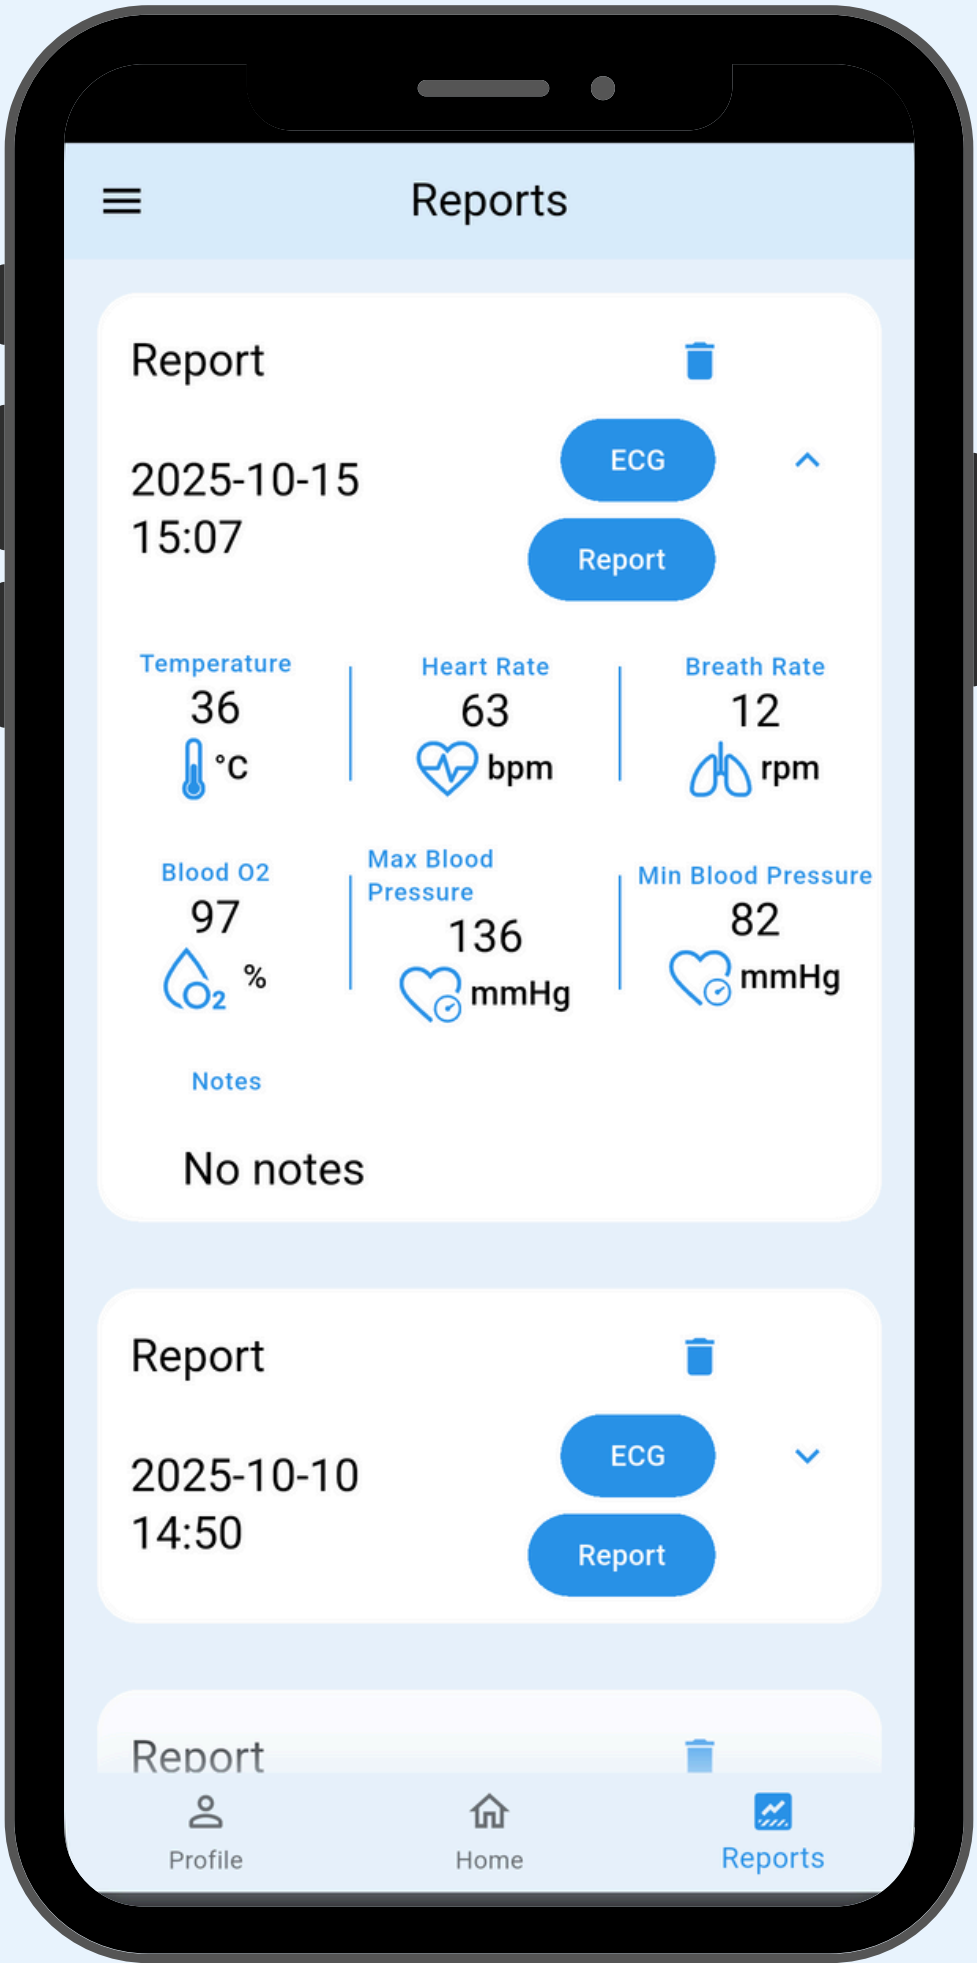 Reports
Report
2025-10-15
15:07
ECG
Report
Temperature
36
°C
Heart Rate
63
bpm
Breath Rate
12
rpm
Blood O2
97
O2
%
Max Blood
Pressure
136
mmHg
Min Blood Pressure
82
mmHg
Notes
No notes
Report
2025-10-10
14:50
ECG
Report
Report
Profile
Home
Reports